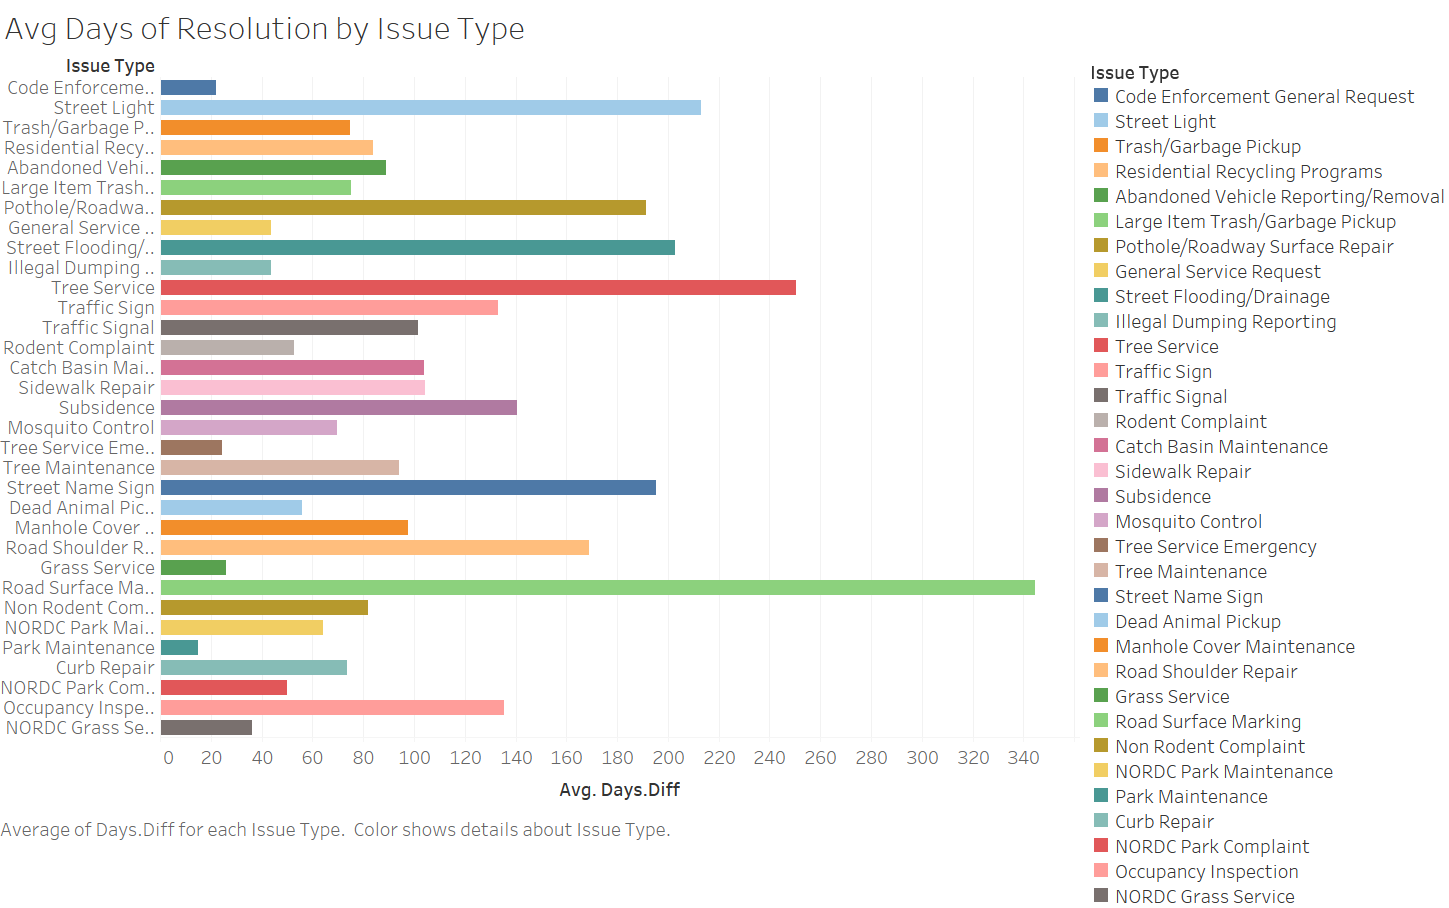 Avg Days of Resolution by Issue Type
Issue Type
Code Enforceme..
Street Light
Trash/Garbage P..
Residential Recy..
Abandoned Vehi..
Large Item Trash..
Pothole/Roadwa..
General Service ..
Street Flooding/..
Illegal Dumping ..
Tree Service
Traffic Sign
Traffic Signal
Rodent Complaint
Catch Basin Mai..
Sidewalk Repair
Subsidence
Mosquito Control
Tree Service Eme..
Tree Maintenance
Street Name Sign
Dead Animal Pic..
Manhole Cover ..
Road Shoulder R..
Grass Service
Road Surface Ma..
Non Rodent Com..
NORDC Park Mai..
Park Maintenance
Curb Repair
NORDC Park Com..
Occupancy Inspe..
NORDC Grass Se..
0 20 40 60 80 100 120 140 160 180 200 220 240 260 280 300 320 340
Avg. Days.Diff
Average of Days.Diff for each Issue Type. Color shows details about Issue Type.
Issue Type
Code Enforcement General Request
Street Light
Trash/Garbage Pickup
Residential Recycling Programs
Abandoned Vehicle Reporting/Removal
Large Item Trash/Garbage Pickup
Pothole/Roadway Surface Repair
General Service Request
Street Flooding/Drainage
Illegal Dumping Reporting
Tree Service
Traffic Sign
Traffic Signal
Rodent Complaint
Catch Basin Maintenance
Sidewalk Repair
Subsidence
Mosquito Control
Tree Service Emergency
Tree Maintenance
Street Name Sign
Dead Animal Pickup
Manhole Cover Maintenance
Road Shoulder Repair
Grass Service
Road Surface Marking
Non Rodent Complaint
NORDC Park Maintenance
Park Maintenance
Curb Repair
NORDC Park Complaint
Occupancy Inspection
NORDC Grass Service